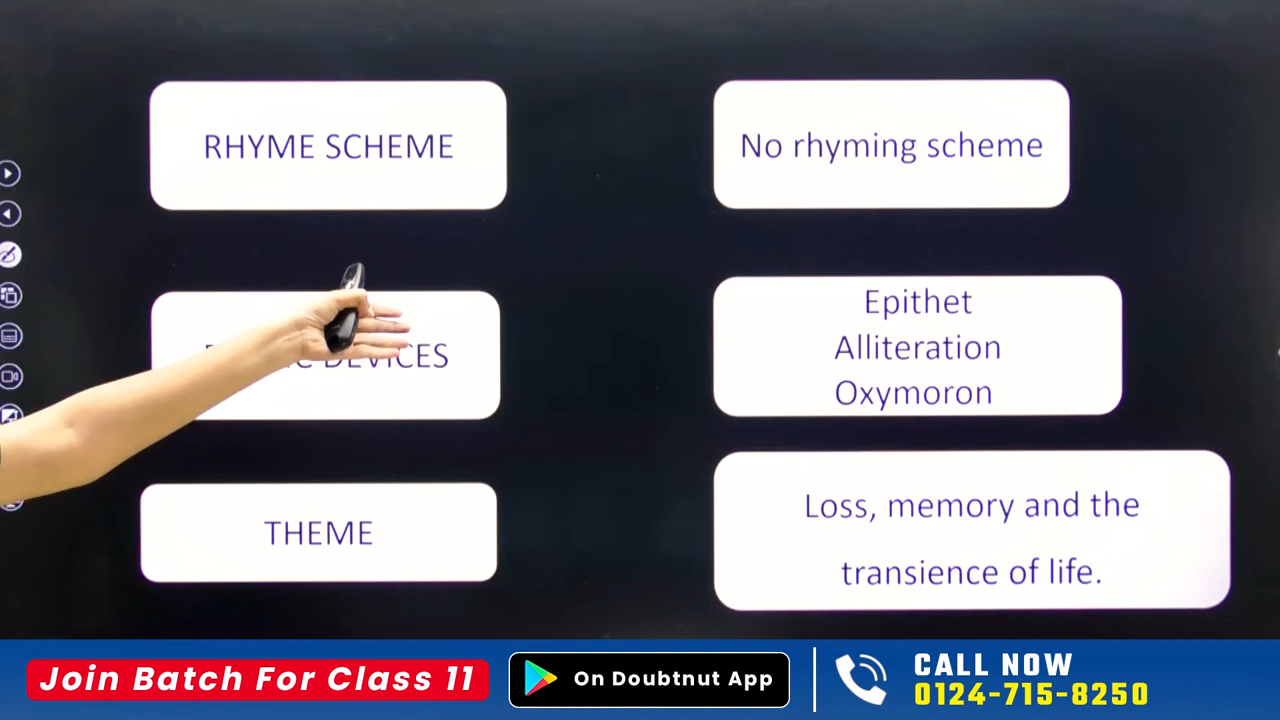 RHYME SCHEME
No rhyming scheme
DEVICES
Epithet
Alliteration
Oxymoron
THEME
Loss, memory and the
transience of life.
Join Batch For Class 11
On Doubtnut App
CALL NOW
0124-715-8250